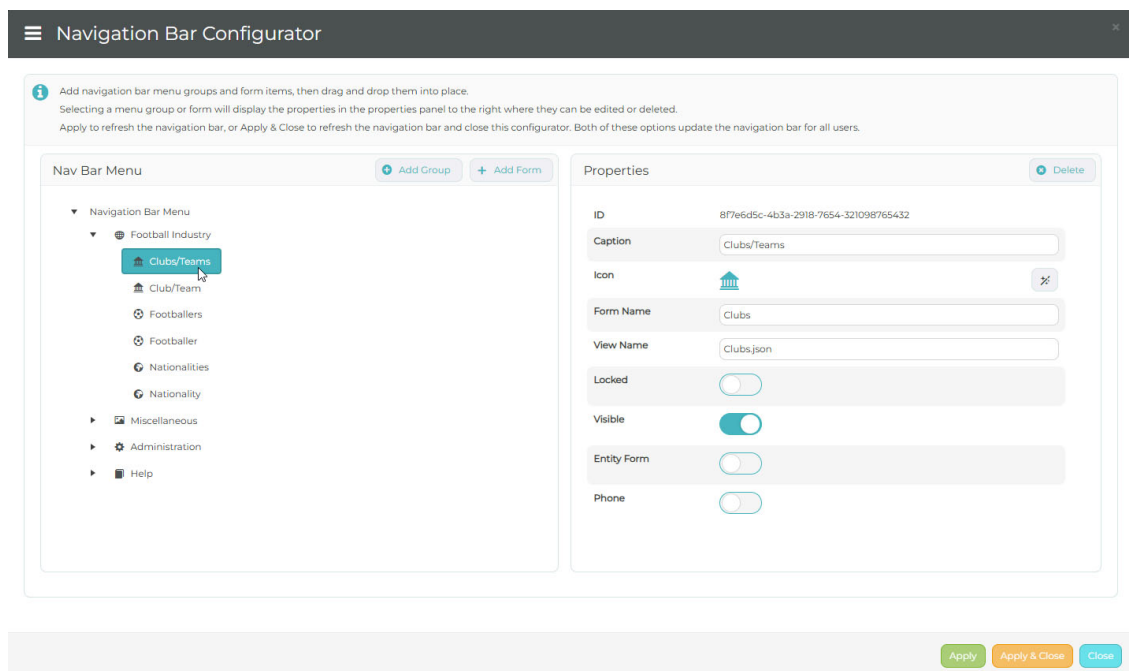 Navigation Bar Configurator
×
Add navigation bar menu groups and form items, then drag and drop them into place.
Selecting a menu group or form will display the properties in the properties panel to the right where they can be edited or deleted.
Apply to refresh the navigation bar, or Apply & Close to refresh the navigation bar and close this configurator. Both of these options update the navigation bar for all users.
Nav Bar Menu
Add Group
+ Add Form
Navigation Bar Menu
Football Industry
Clubs/Teams
Club/Team
Footballers
Footballer
Nationalities
Nationality
Miscellaneous
Administration
Help
Properties
Delete
ID 8f7e6d5c-4b3a-2918-7654-321098765432
Caption Clubs/Teams
Icon
Form Name Clubs
View Name Clubs.json
Locked
Visible
Entity Form
Phone
Apply
Apply & Close
Close